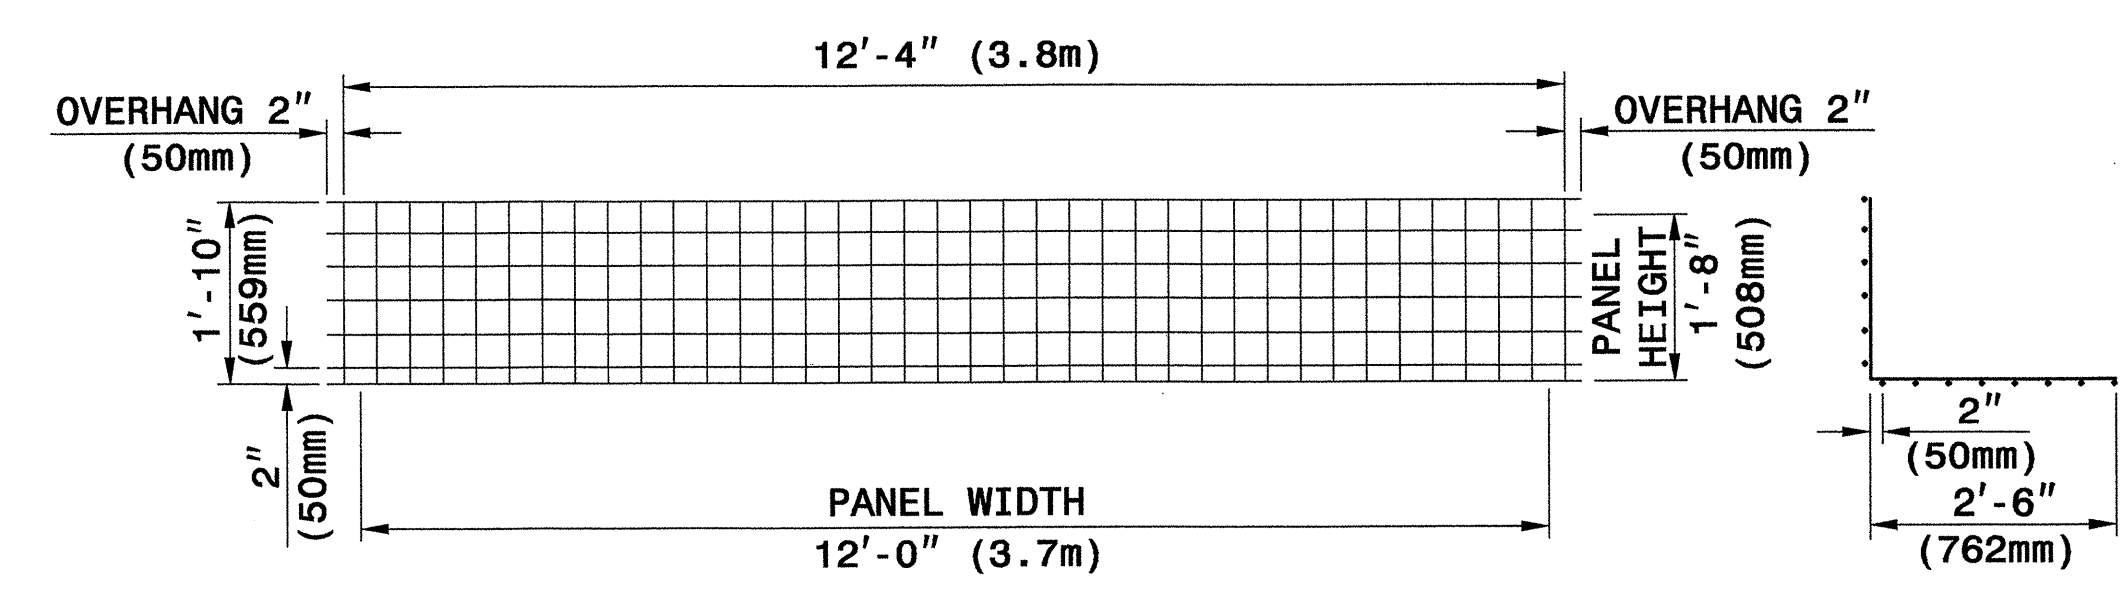 12'-4" (3.8m)
OVERHANG 2"
(50mm)
OVERHANG 2"
(50mm)
1'-10"
(559mm)
2"
(50mm)
PANEL
HEIGHT
1'-8"
(508mm)
2"
(50mm)
2'-6"
(762mm)
PANEL WIDTH
12'-0" (3.7m)